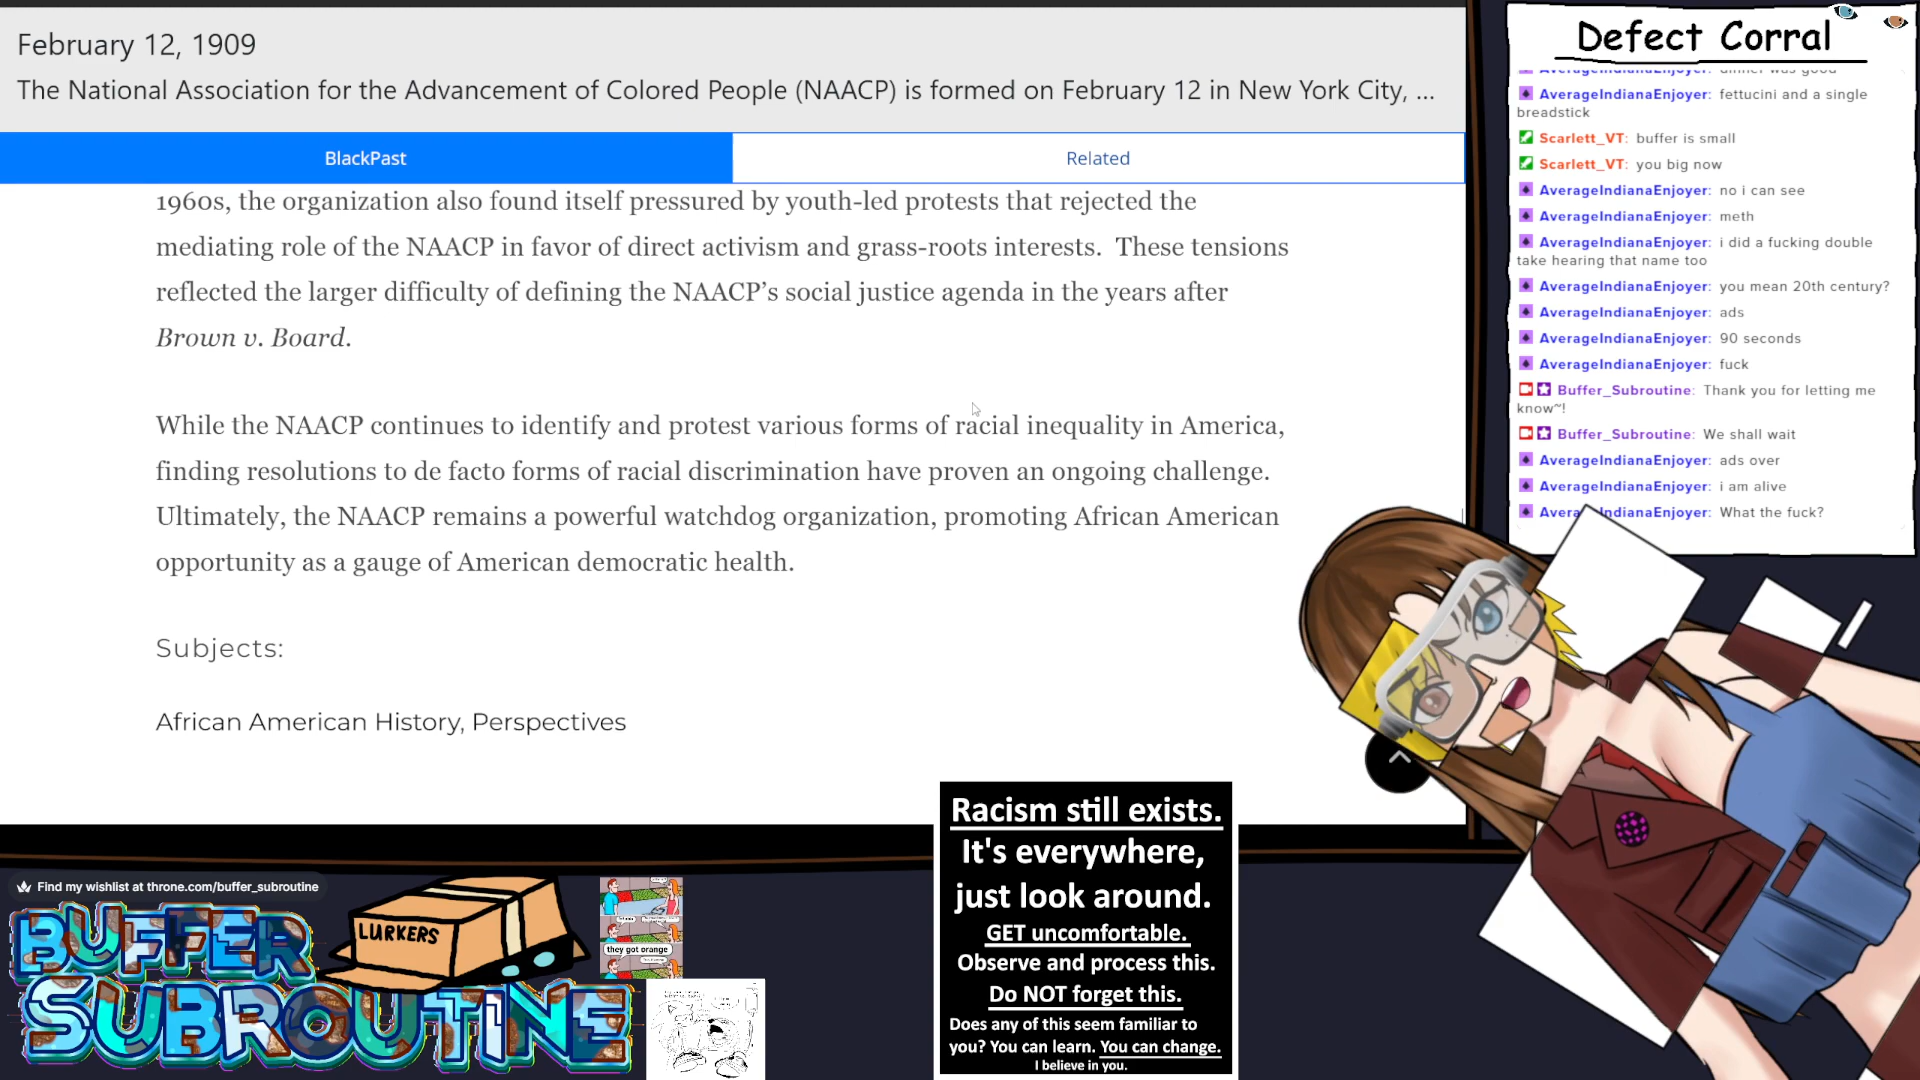 February 12, 1909
The National Association for the Advancement of Colored People (NAACP) is formed on February 12 in New York City, ...
BlackPast
Related
1960s, the organization also found itself pressured by youth-led protests that rejected the
mediating role of the NAACP in favor of direct activism and grass-roots interests.  These tensions
reflected the larger difficulty of defining the NAACP’s social justice agenda in the years after
Brown v. Board.
While the NAACP continues to identify and protest various forms of racial inequality in America,
finding resolutions to de facto forms of racial discrimination have proven an ongoing challenge.
Ultimately, the NAACP remains a powerful watchdog organization, promoting African American
opportunity as a gauge of American democratic health.
Subjects:
African American History, Perspectives
Defect Corral
AverageIndianaEnjoyer: dinner was good
AverageIndianaEnjoyer: fettucini and a single
breadstick
Scarlett_VT: buffer is small
Scarlett_VT: you big now
AverageIndianaEnjoyer: no i can see
AverageIndianaEnjoyer: meth
AverageIndianaEnjoyer: i did a fucking double
take hearing that name too
AverageIndianaEnjoyer: you mean 20th century?
AverageIndianaEnjoyer: ads
AverageIndianaEnjoyer: 90 seconds
AverageIndianaEnjoyer: fuck
Buffer_Subroutine: Thank you for letting me
know~!
Buffer_Subroutine: We shall wait
AverageIndianaEnjoyer: ads over
AverageIndianaEnjoyer: i am alive
Avera ndianaEnjoyer: What the fuck?
Find my wishlist at throne.com/buffer_subroutine
BUFFER
SUBROUTINE
LURKERS
they got orange
Racism still exists.
It's everywhere,
just look around.
GET uncomfortable.
Observe and process this.
Do NOT forget this.
Does any of this seem familiar to
you? You can learn. You can change.
I believe in you.